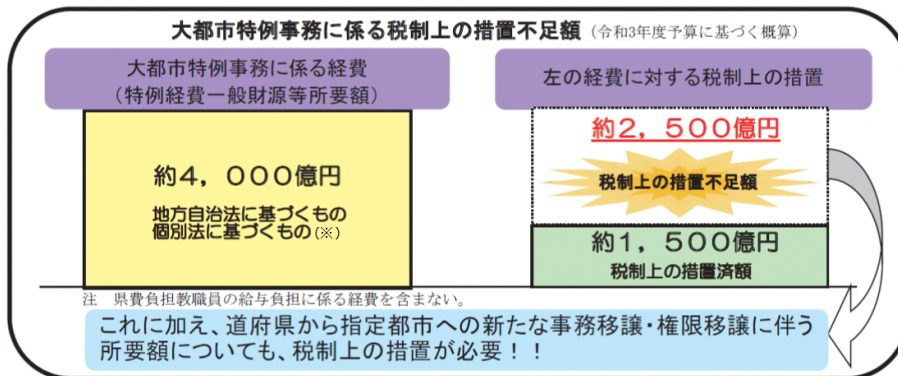 大都市特例事務に係る税制上の措置不足額（令和3年度予算に基づく概算）
大都市特例事務に係る経費
（特例経費一般財源等所要額）
左の経費に対する税制上の措置
約４，０００億円
地方自治法に基づくもの
個別法に基づくもの（※）
約２，５００億円
税制上の措置不足額
約１，５００億円
税制上の措置済額
注　県費負担教職員の給与負担に係る経費を含まない。
これに加え、道府県から指定都市への新たな事務移譲・権限移譲に伴う
所要額についても、税制上の措置が必要！！